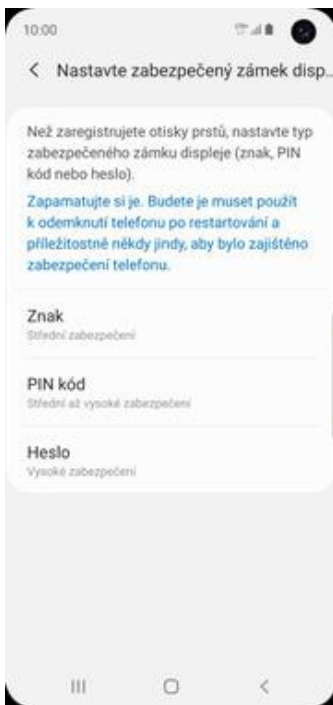 10:00
Nastavte zabezpečený zámek disp...
Než zaregistrujete otisky prstů, nastavte typ
zabezpečeného zámku displeje (znak, PIN
kód nebo heslo).
Zapamatujte si je. Budete je muset použít
k odemknutí telefonu po restartování a
příležitostně někdy jindy, aby bylo zajištěno
zabezpečení telefonu.
Znak
Střední zabezpečení
PIN kód
Střední až vysoké zabezpečení
Heslo
Vysoké zabezpečení